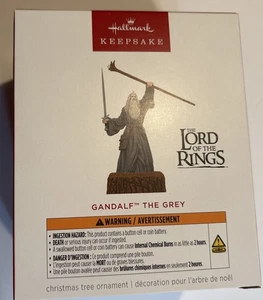 Hallmark
KEEPSAKE
THE
LORD
OF THE
RINGS
GANDALF™ THE GREY
WARNING / AVERTISSEMENT
• INGESTION HAZARD: This product contains a button cell or coin battery.
• DEATH or serious injury can occur if ingested.
• A swallowed button cell or coin battery can cause Internal Chemical Burns in as little as 2 hours.
• DANGER D'INGESTION : Ce produit comprend une pile bouton.
• L'ingestion peut causer la MORT ou de graves blessures.
• Une pile bouton avalée peut causer des brûlures chimiques internes en seulement 2 heures.
christmas tree ornament | décoration pour l'arbre de noël